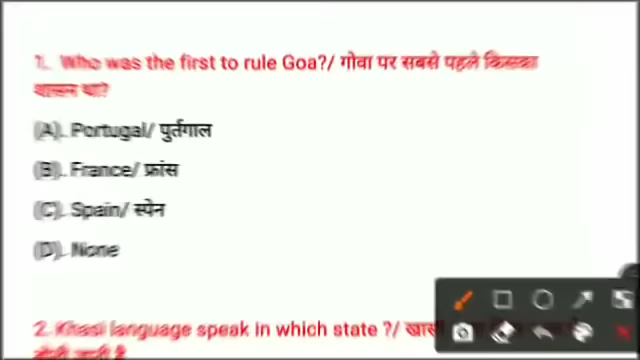 1. Who was the first to rule Goa?/ गोवा पर सबसे पहले किसका
शासन था?
(A). Portugal/ पुर्तगाल
(B). France/ फ्रांस
(C). Spain/ स्पेन
(D). None
2. Khasi language speak in which state ?/ खासी
बोली जाती है